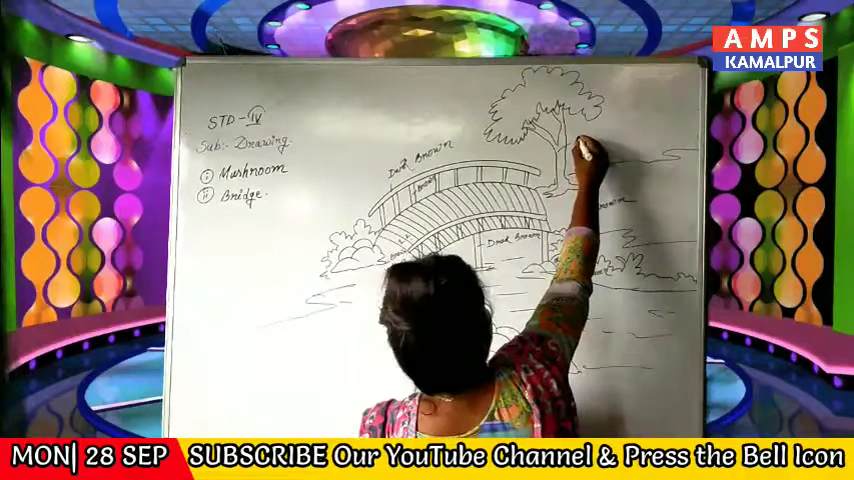 AMPS
KAMALPUR
STD - IV
Sub:- Drawing.
(i) Mushroom
(ii) Bridge.
Dark Brown
Brown
Dark Brown
MON| 28 SEP SUBSCRIBE Our YouTube Channel & Press the Bell Icon